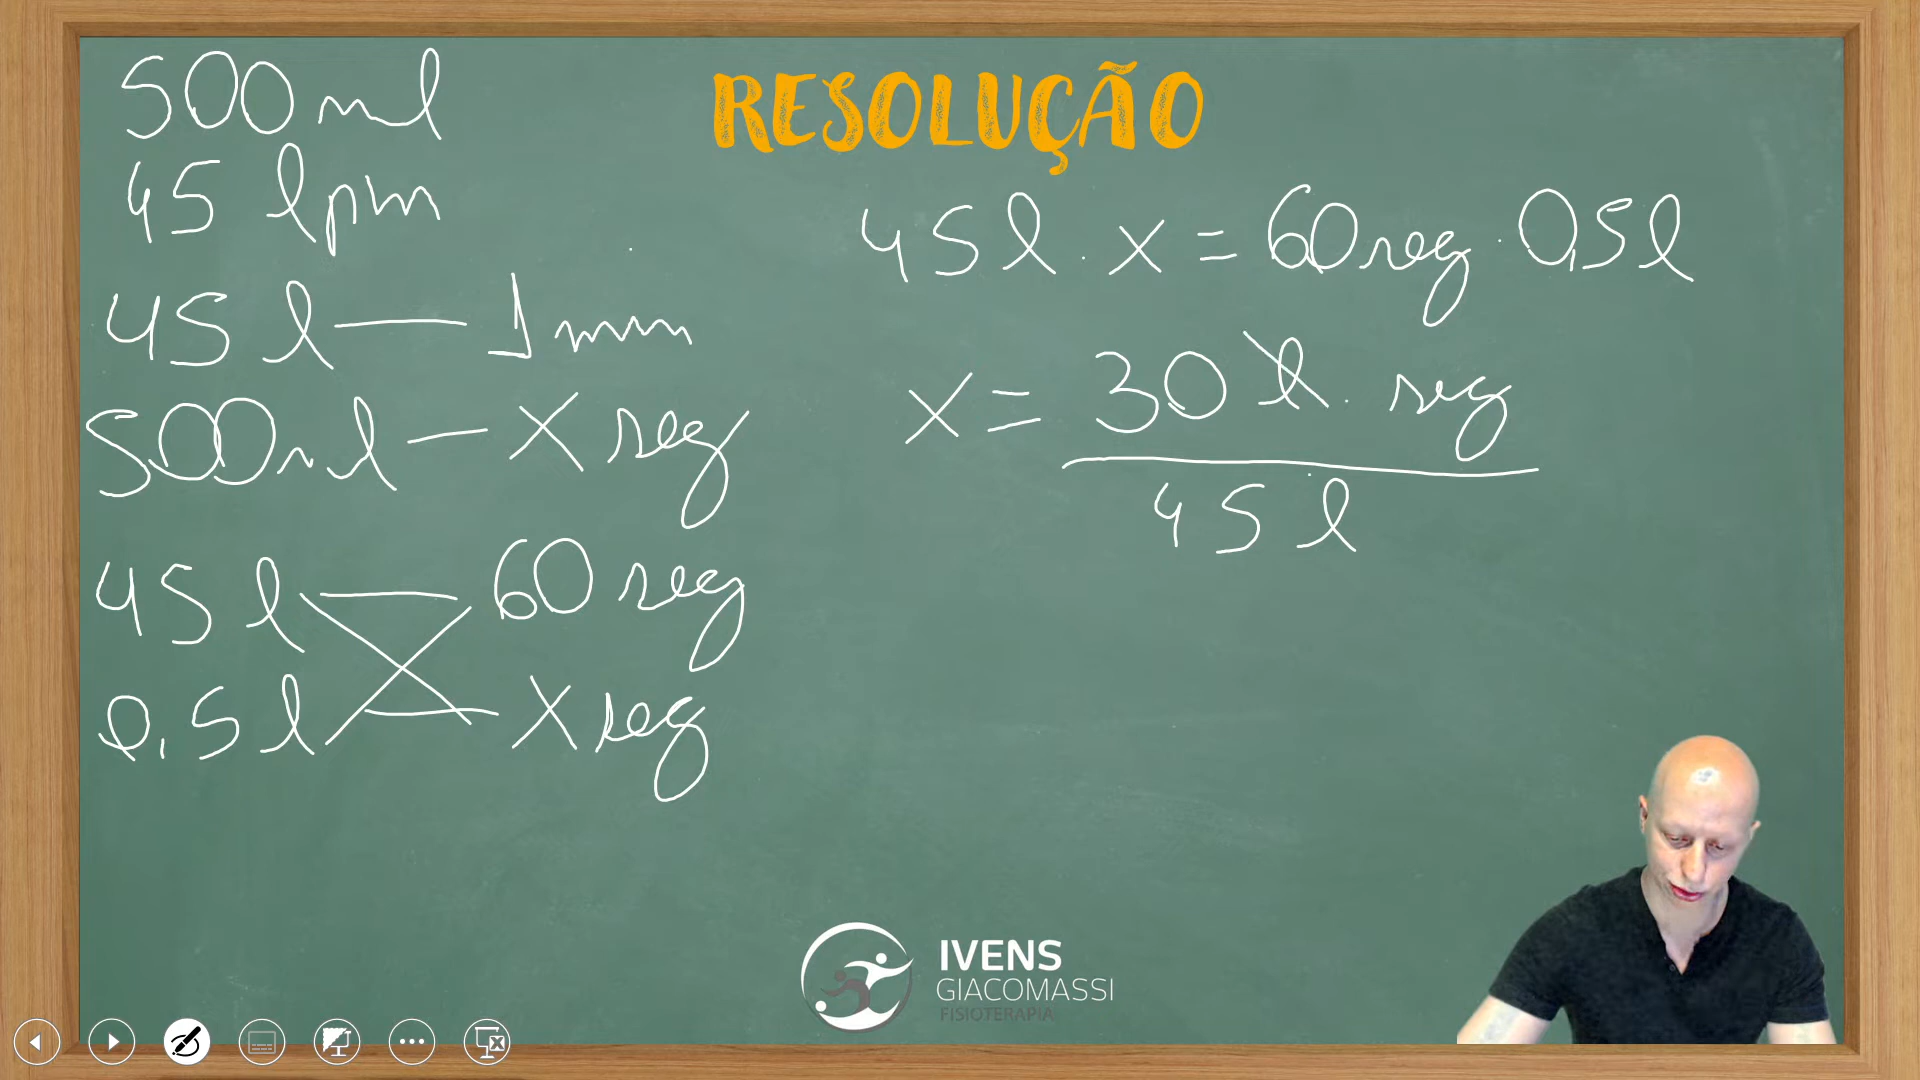 500 ml
45 lpm
45 l — 1 min
500 ml — x seg
45 l 60 seg
0,5 l x seg
RESOLUÇÃO
45 l . x = 60 seg . 0,5 l
x = 30 l . seg
45 l
IVENS
GIACOMASSI
FISIOTERAPIA